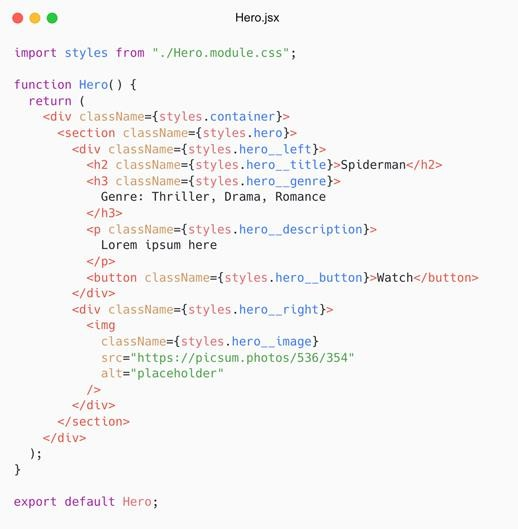 Hero.jsx
import styles from "./Hero.module.css";
function Hero() {
  return (
    <div className={styles.container}>
      <section className={styles.hero}>
        <div className={styles.hero__left}>
          <h2 className={styles.hero__title}>Spiderman</h2>
          <h3 className={styles.hero__genre}>
            Genre: Thriller, Drama, Romance
          </h3>
          <p className={styles.hero__description}>
            Lorem ipsum here
          </p>
          <button className={styles.hero__button}>Watch</button>
        </div>
        <div className={styles.hero__right}>
          <img
            className={styles.hero__image}
            src="https://picsum.photos/536/354"
            alt="placeholder"
          />
        </div>
      </section>
    </div>
  );
}
export default Hero;